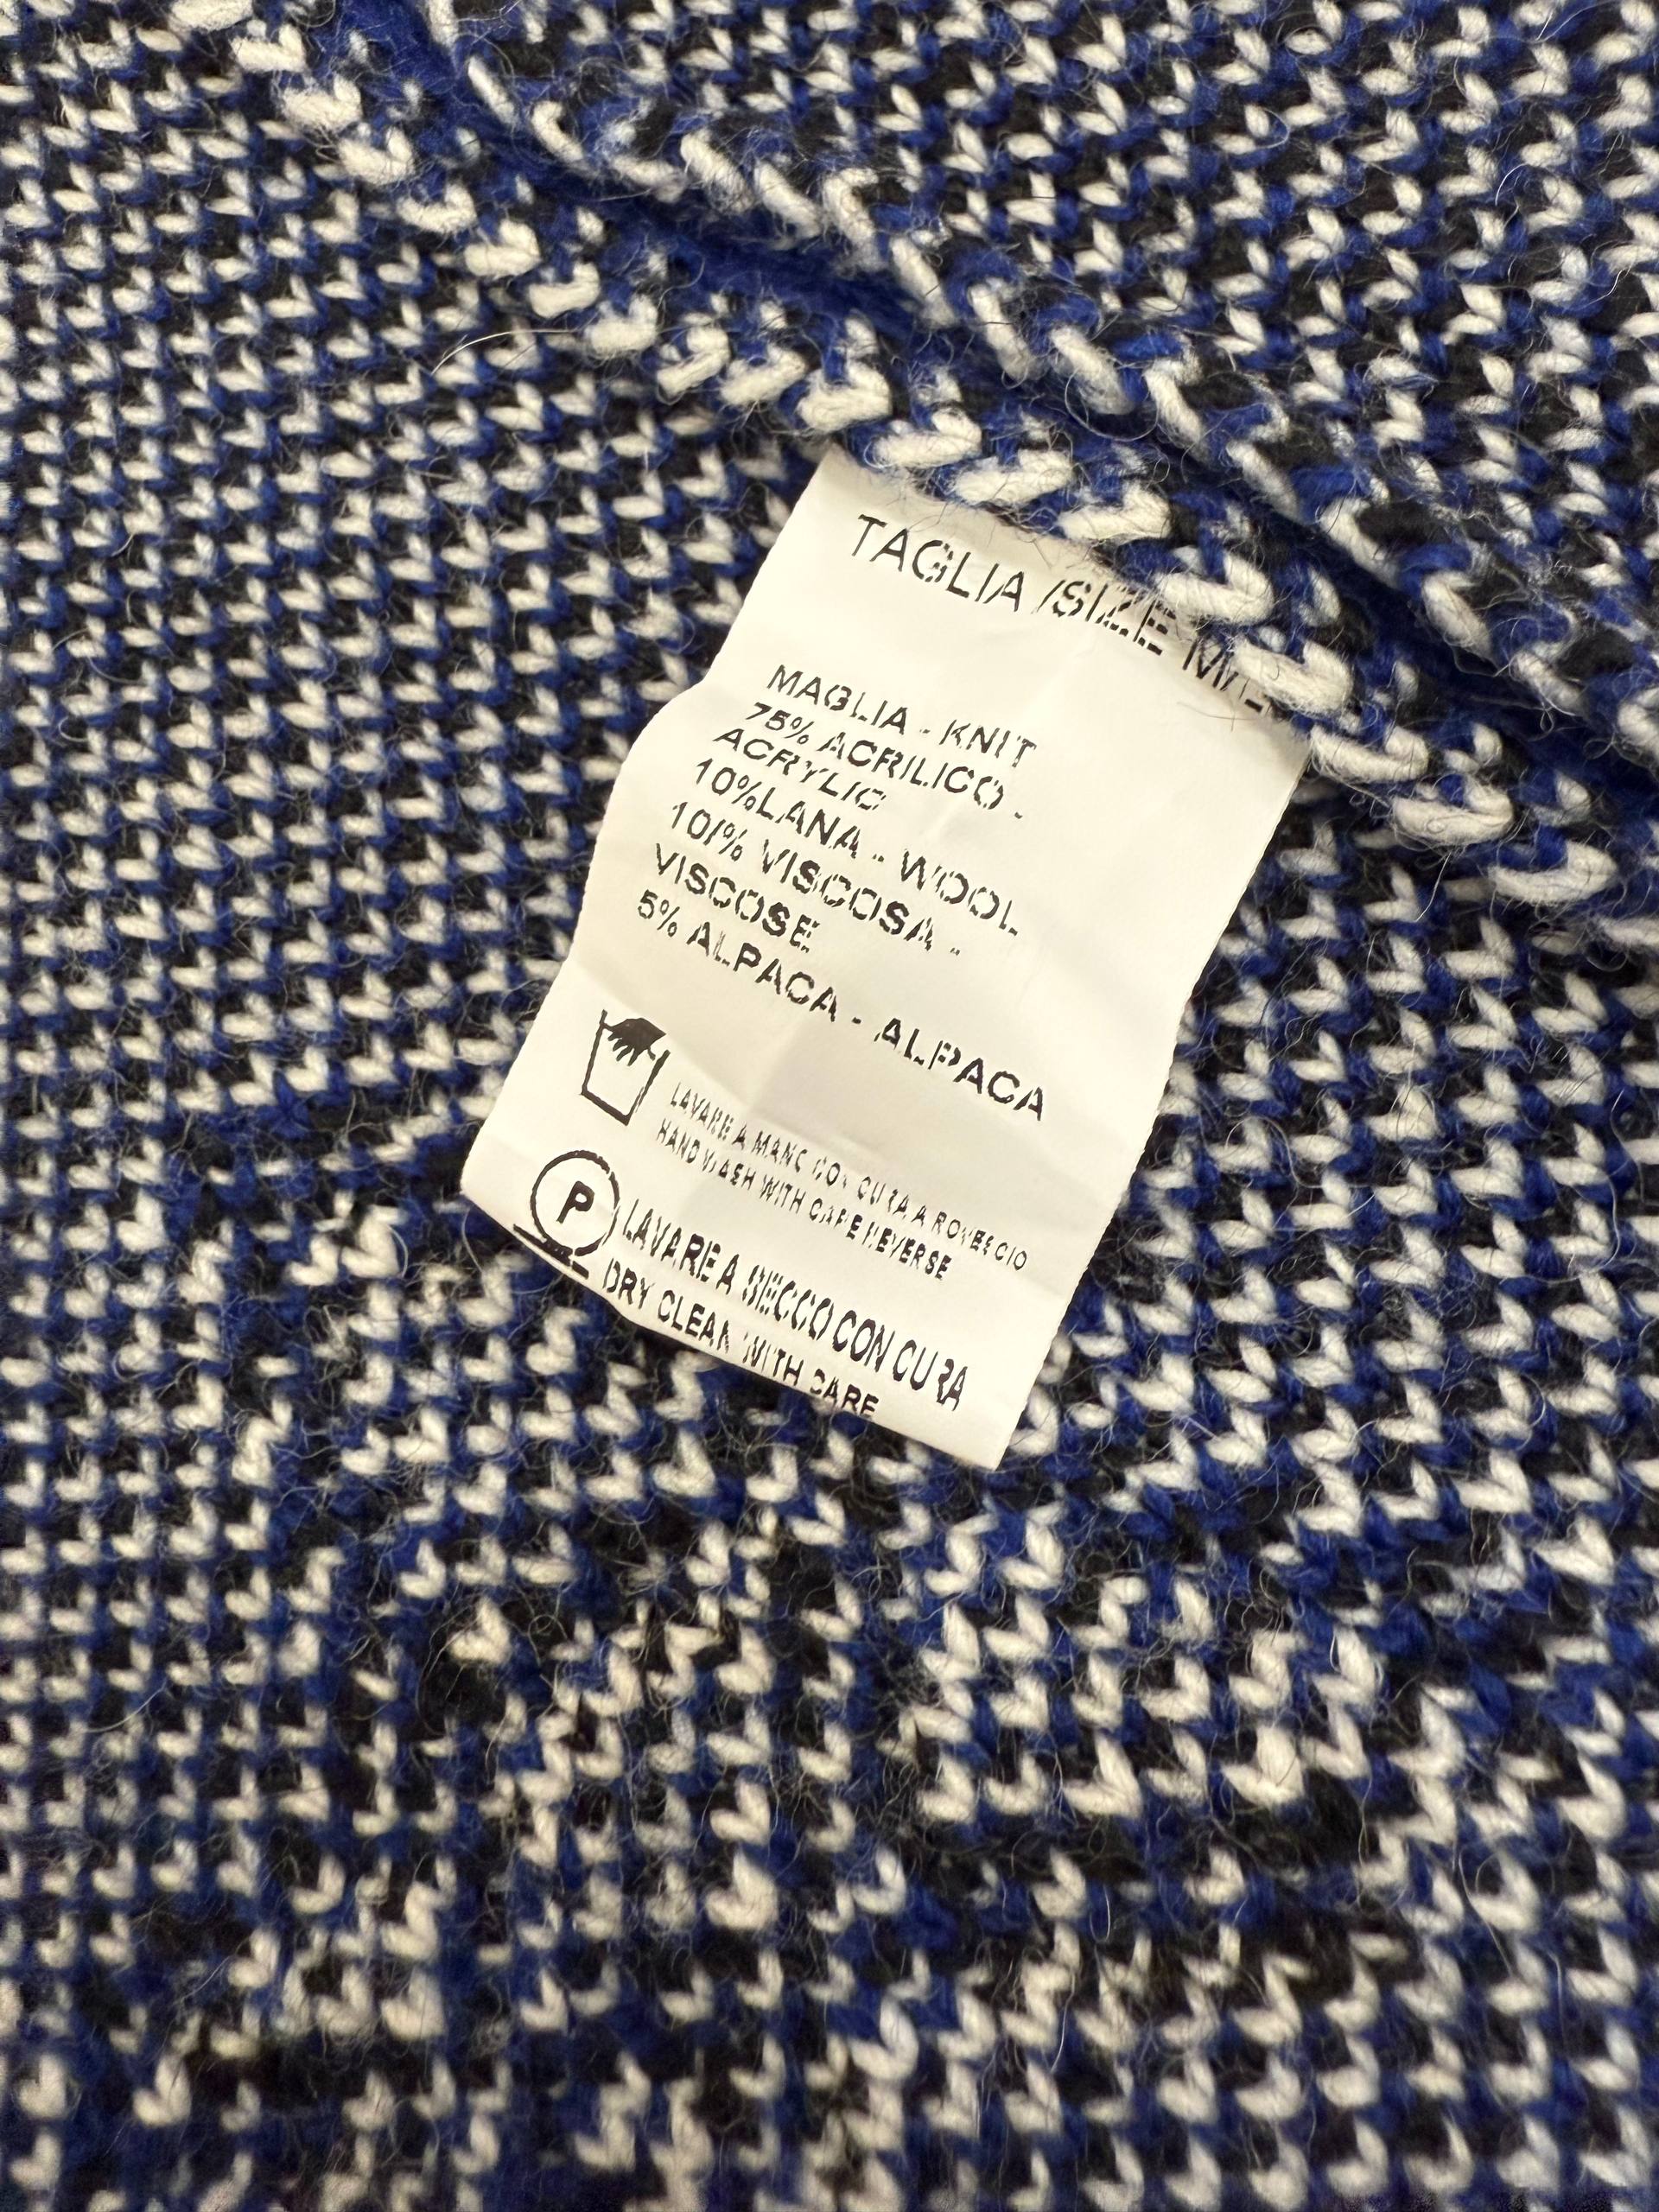 TAGLIA /SIZE M/L
MAGLIA - KNIT
75% ACRILICO -
ACRYLIC
10%LANA - WOOL
10% VISCOSA -
VISCOSE
5% ALPACA - ALPACA
LAVARE A MANO CON CURA A ROVESCIO
HAND WASH WITH CARE REVERSE
P
LAVARE A SECCO CON CURA
DRY CLEAN WITH CARE